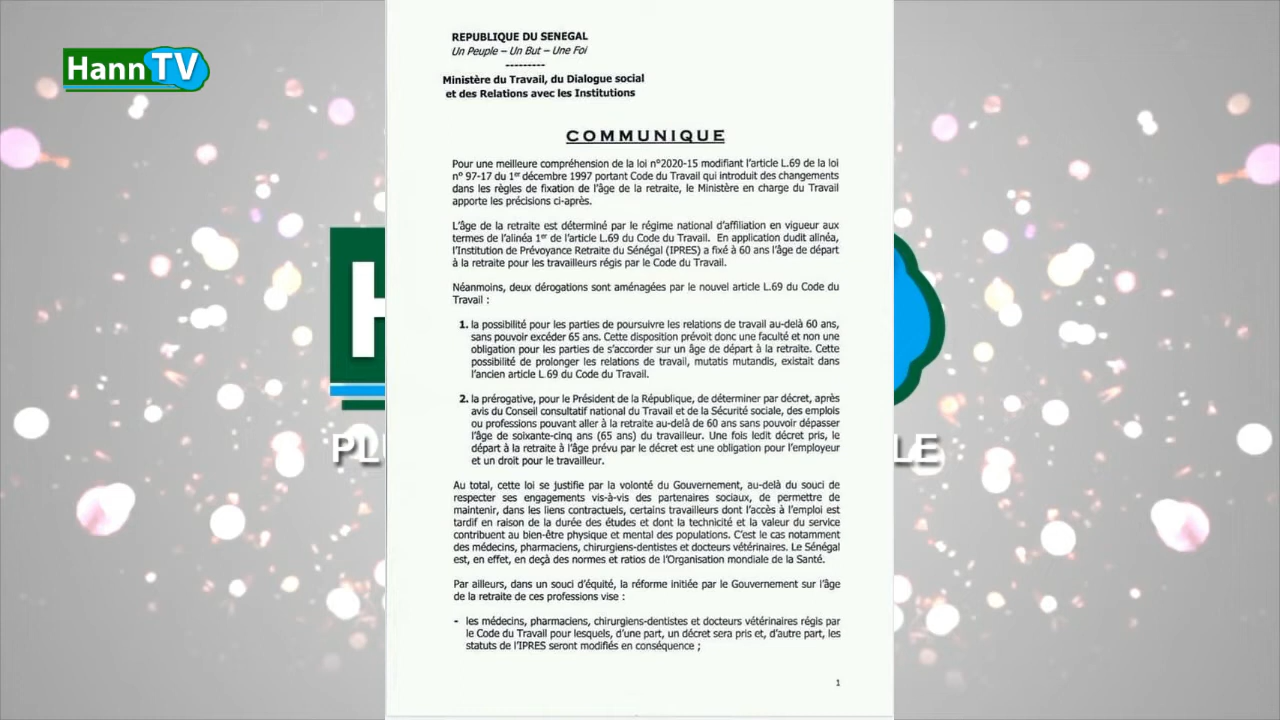 HannTV
REPUBLIQUE DU SENEGAL
Un Peuple – Un But – Une Foi
---------
Ministère du Travail, du Dialogue social
et des Relations avec les Institutions
COMMUNIQUE
Pour une meilleure compréhension de la loi n°2020-15 modifiant l'article L.69 de la loi
n° 97-17 du 1er décembre 1997 portant Code du Travail qui introduit des changements
dans les règles de fixation de l'âge de la retraite, le Ministère en charge du Travail
apporte les précisions ci-après.
L'âge de la retraite est déterminé par le régime national d'affiliation en vigueur aux
termes de l'alinéa 1er de l'article L.69 du Code du Travail. En application dudit alinéa,
l'Institution de Prévoyance Retraite du Sénégal (IPRES) a fixé à 60 ans l'âge de départ
à la retraite pour les travailleurs régis par le Code du Travail.
Néanmoins, deux dérogations sont aménagées par le nouvel article L.69 du Code du
Travail :
1. la possibilité pour les parties de poursuivre les relations de travail au-delà 60 ans,
sans pouvoir excéder 65 ans. Cette disposition prévoit donc une faculté et non une
obligation pour les parties de s'accorder sur un âge de départ à la retraite. Cette
possibilité de prolonger les relations de travail, mutatis mutandis, existait dans
l'ancien article L 69 du Code du Travail.
2. la prérogative, pour le Président de la République, de déterminer par décret, après
avis du Conseil consultatif national du Travail et de la Sécurité sociale, des emplois
ou professions pouvant aller à la retraite au-delà de 60 ans sans pouvoir dépasser
l'âge de soixante-cinq ans (65 ans) du travailleur. Une fois ledit décret pris, le
départ à la retraite à l'âge prévu par le décret est une obligation pour l'employeur
et un droit pour le travailleur.
Au total, cette loi se justifie par la volonté du Gouvernement, au-delà du souci de
respecter ses engagements vis-à-vis des partenaires sociaux, de permettre de
maintenir, dans les liens contractuels, certains travailleurs dont l'accès à l'emploi est
tardif en raison de la durée des études et dont la technicité et la valeur du service
contribuent au bien-être physique et mental des populations. C'est le cas notamment
des médecins, pharmaciens, chirurgiens-dentistes et docteurs vétérinaires. Le Sénégal
est, en effet, en deçà des normes et ratios de l'Organisation mondiale de la Santé.
Par ailleurs, dans un souci d'équité, la réforme initiée par le Gouvernement sur l'âge
de la retraite de ces professions vise :
- les médecins, pharmaciens, chirurgiens-dentistes et docteurs vétérinaires régis par
le Code du Travail pour lesquels, d'une part, un décret sera pris et, d'autre part, les
statuts de l'IPRES seront modifiés en conséquence ;
1